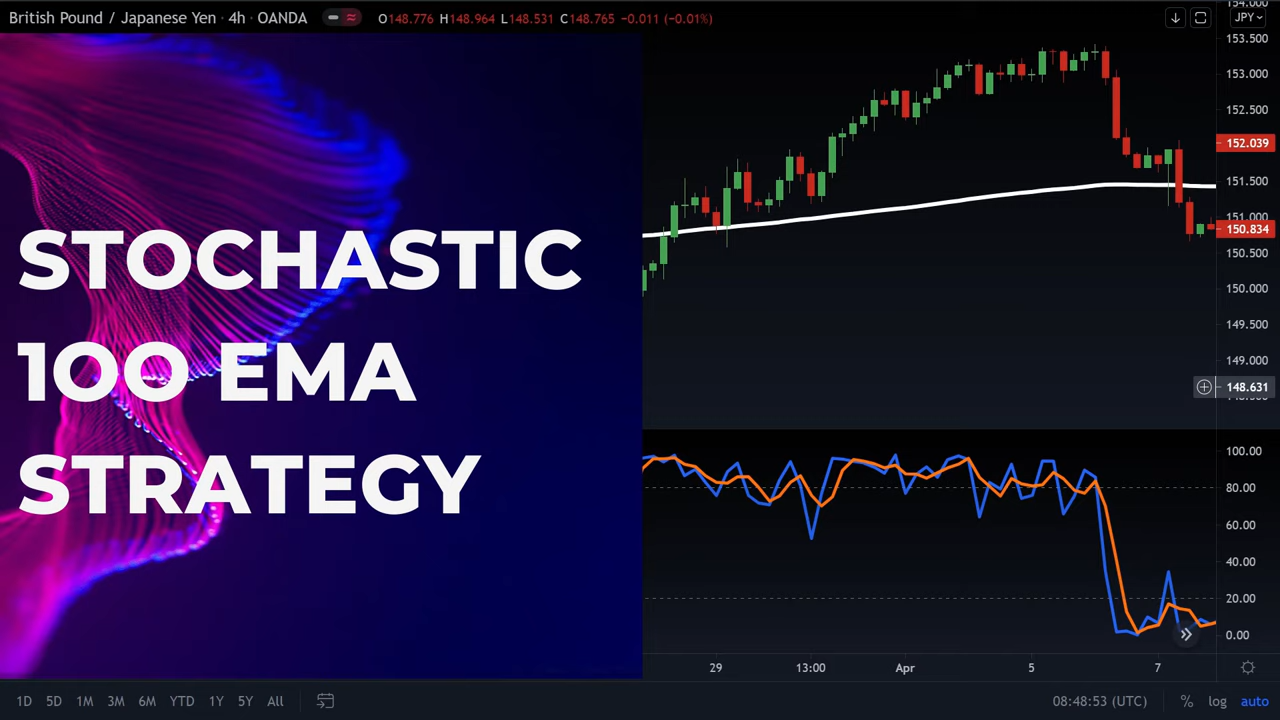 British Pound / Japanese Yen · 4h · OANDA O148.776 H148.964 L148.531 C148.765 −0.011 (−0.01%)
JPY
STOCHASTIC
100 EMA
STRATEGY
153.500
153.000
152.500
152.039
151.500
151.000
150.834
150.500
150.000
149.500
149.000
148.631
100.00
80.00
60.00
40.00
20.00
0.00
29 13:00 Apr 5 7
1D 5D 1M 3M 6M YTD 1Y 5Y All 08:48:53 (UTC) % log auto